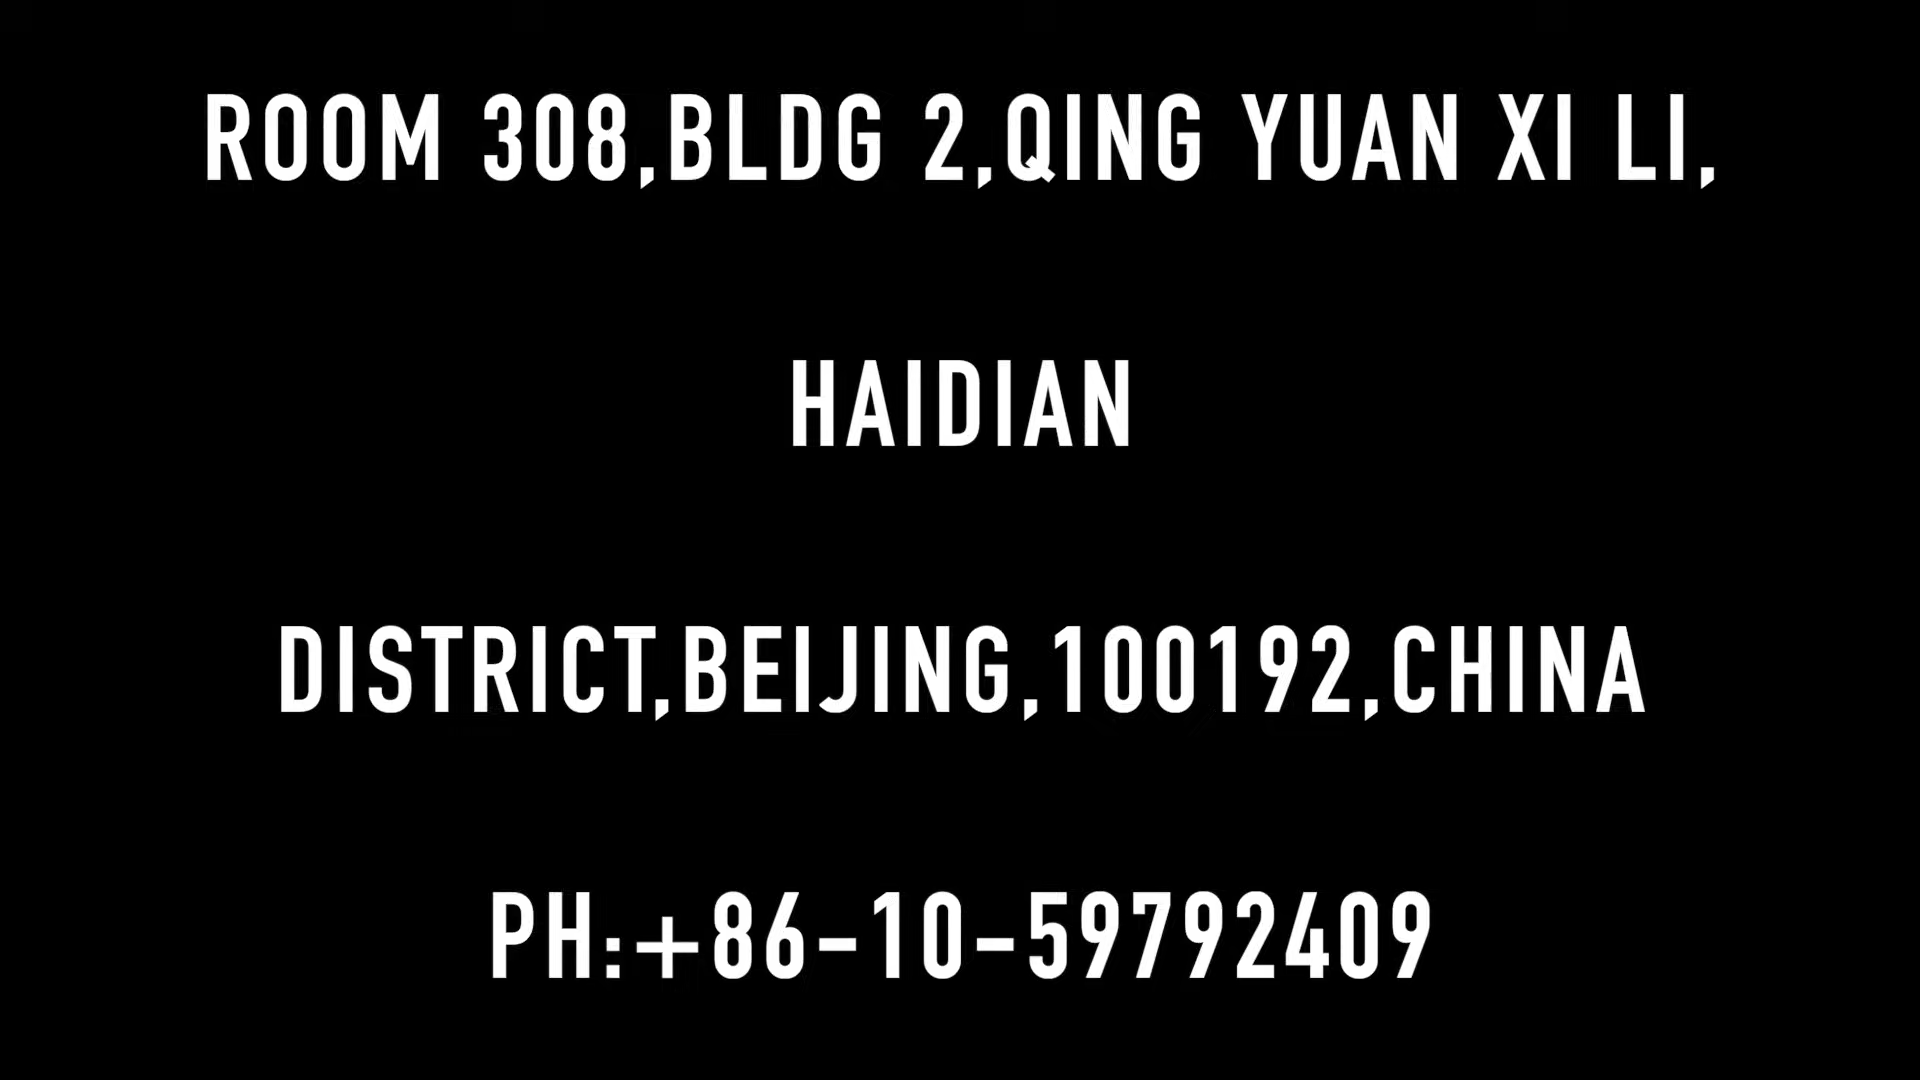 ROOM 308,BLDG 2,QING YUAN XI LI,
HAIDIAN
DISTRICT,BEIJING,100192,CHINA
PH:+86-10-59792409